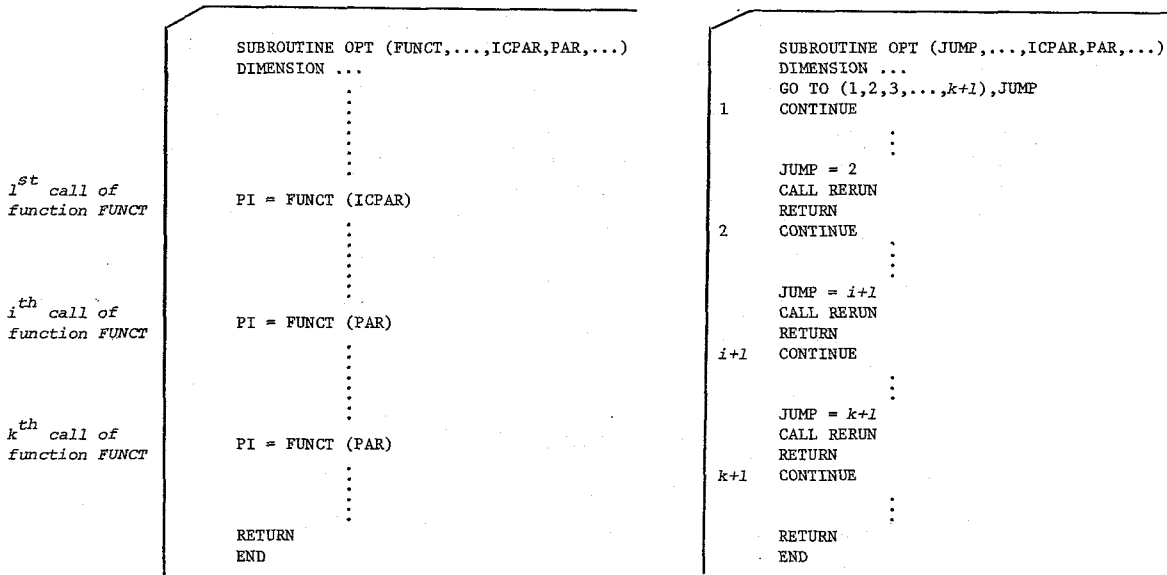 SUBROUTINE OPT (FUNCT,...,ICPAR,PAR,...)
DIMENSION ...
1st call of
function FUNCT
PI = FUNCT (ICPAR)
ith call of
function FUNCT
PI = FUNCT (PAR)
kth call of
function FUNCT
PI = FUNCT (PAR)
RETURN
END
SUBROUTINE OPT (JUMP,...,ICPAR,PAR,...)
DIMENSION ...
GO TO (1,2,3,...,k+1),JUMP
1 CONTINUE
JUMP = 2
CALL RERUN
RETURN
2 CONTINUE
JUMP = i+1
CALL RERUN
RETURN
i+1 CONTINUE
JUMP = k+1
CALL RERUN
RETURN
k+1 CONTINUE
RETURN
END